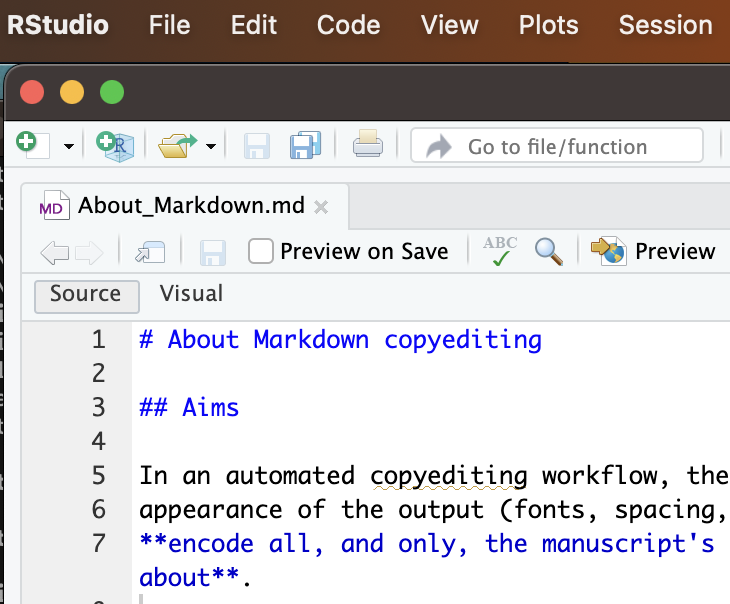 RStudio File Edit Code View Plots Session
R Go to file/function
MD About_Markdown.md
Preview on Save ABC Preview
Source Visual
1 # About Markdown copyediting
2
3 ## Aims
4
5 In an automated copyediting workflow, the
6 appearance of the output (fonts, spacing,
7 **encode all, and only, the manuscript's
about**.